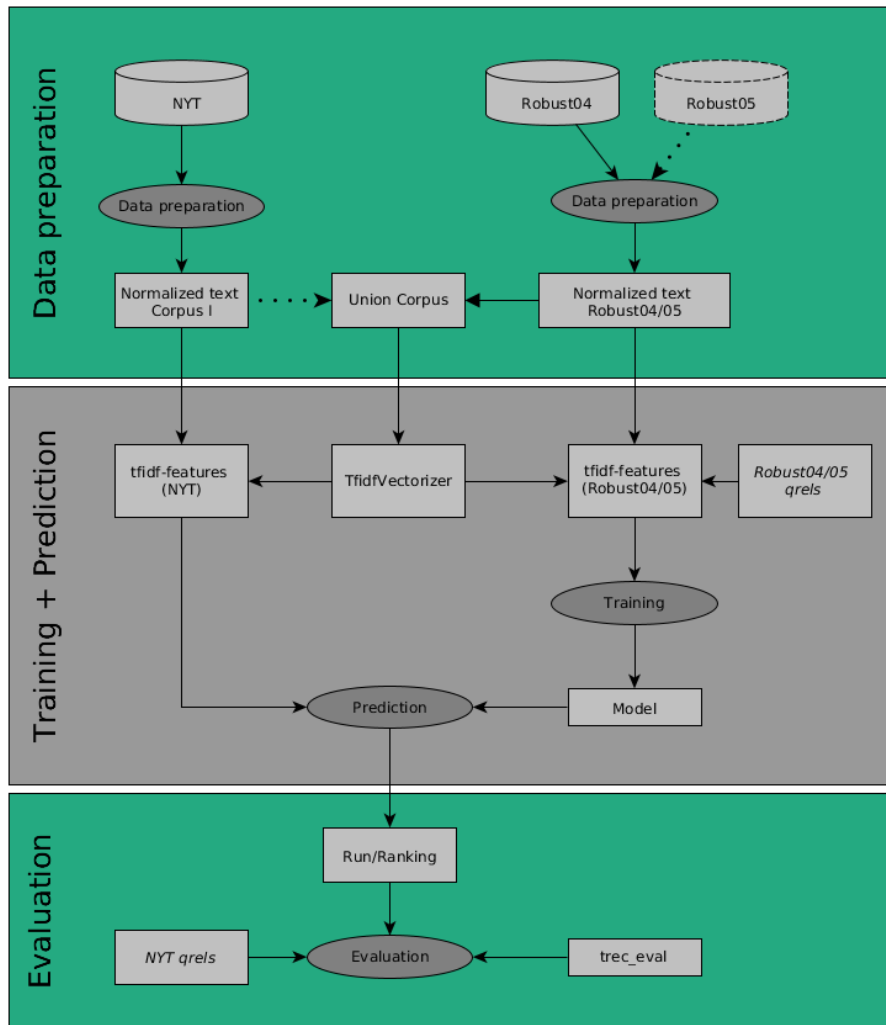 Data preparation
NYT
Robust04
Robust05
Data preparation
Data preparation
Normalized text
Corpus I
Union Corpus
Normalized text
Robust04/05
Training + Prediction
tfidf-features
(NYT)
TfidfVectorizer
tfidf-features
(Robust04/05)
Robust04/05
qrels
Training
Prediction
Model
Evaluation
Run/Ranking
NYT qrels
Evaluation
trec_eval